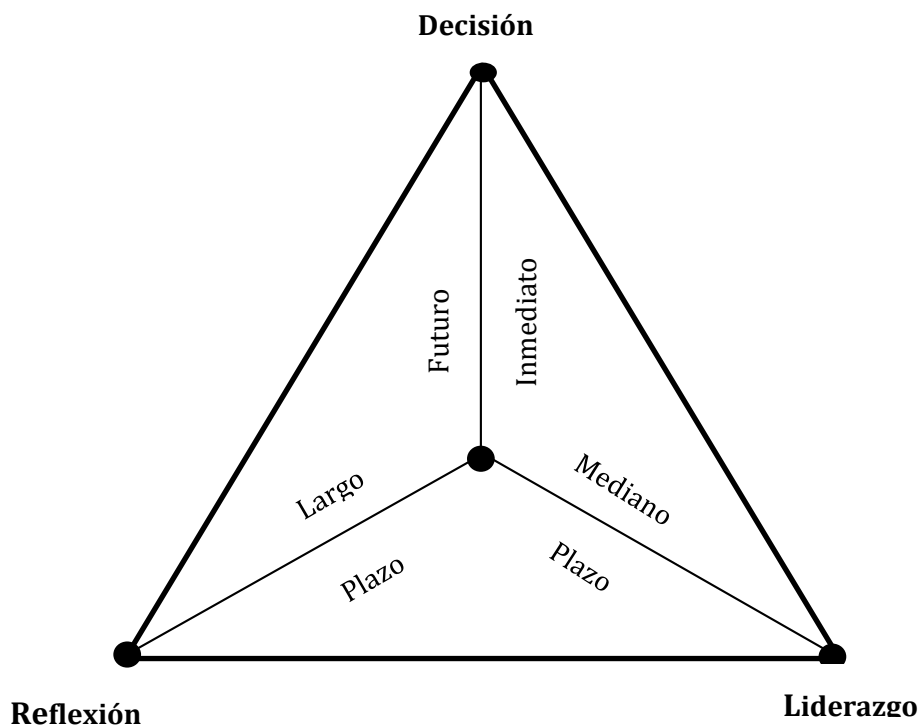 Decisión
Futuro
Inmediato
Largo
Plazo
Mediano
Plazo
Reflexión
Liderazgo